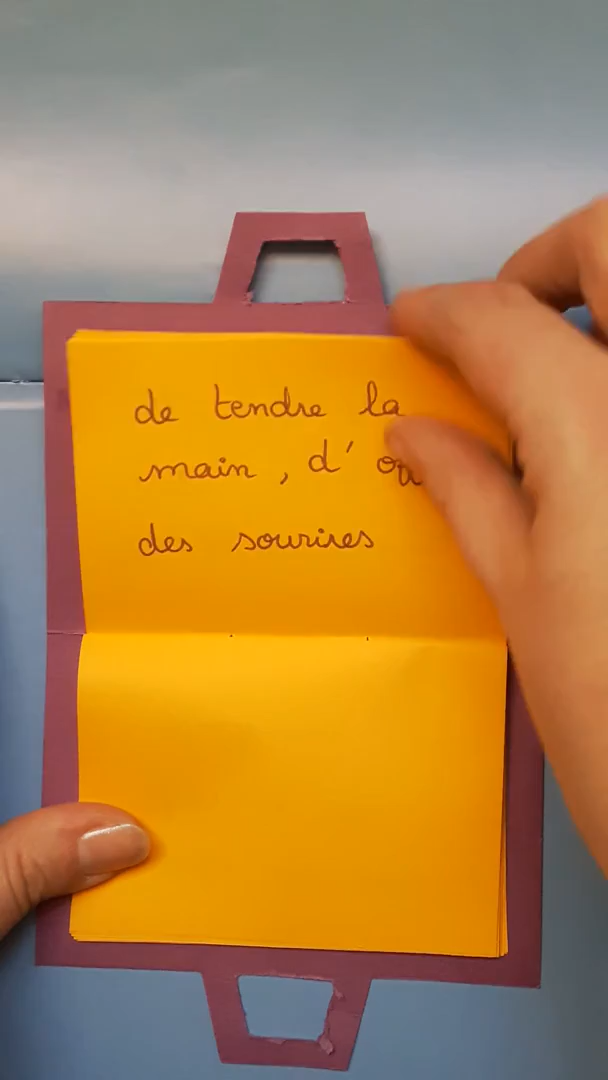 de tendre la
main, d'
des sourires